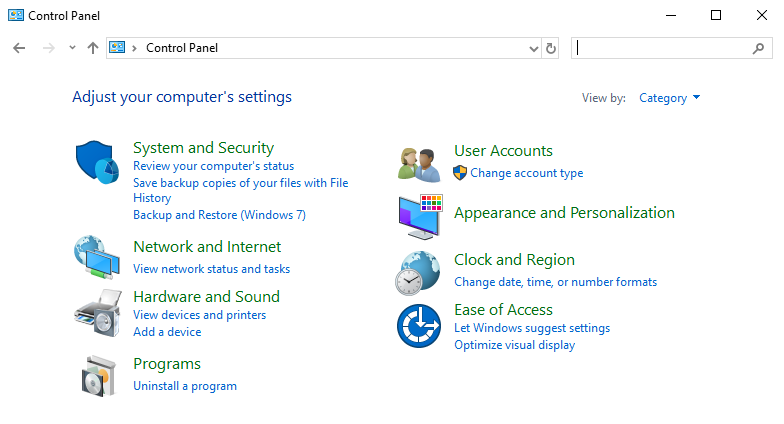 Control Panel
Control Panel
Adjust your computer's settings
View by: Category
System and Security
Review your computer's status
Save backup copies of your files with File
History
Backup and Restore (Windows 7)
Network and Internet
View network status and tasks
Hardware and Sound
View devices and printers
Add a device
Programs
Uninstall a program
User Accounts
Change account type
Appearance and Personalization
Clock and Region
Change date, time, or number formats
Ease of Access
Let Windows suggest settings
Optimize visual display